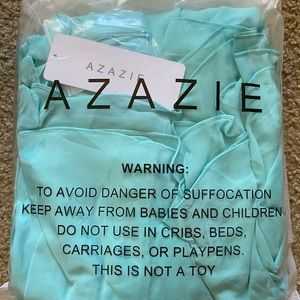 AZAZIE
AZAZIE
WARNING:
TO AVOID DANGER OF SUFFOCATION
KEEP AWAY FROM BABIES AND CHILDREN
DO NOT USE IN CRIBS, BEDS,
CARRIAGES, OR PLAYPENS.
THIS IS NOT A TOY